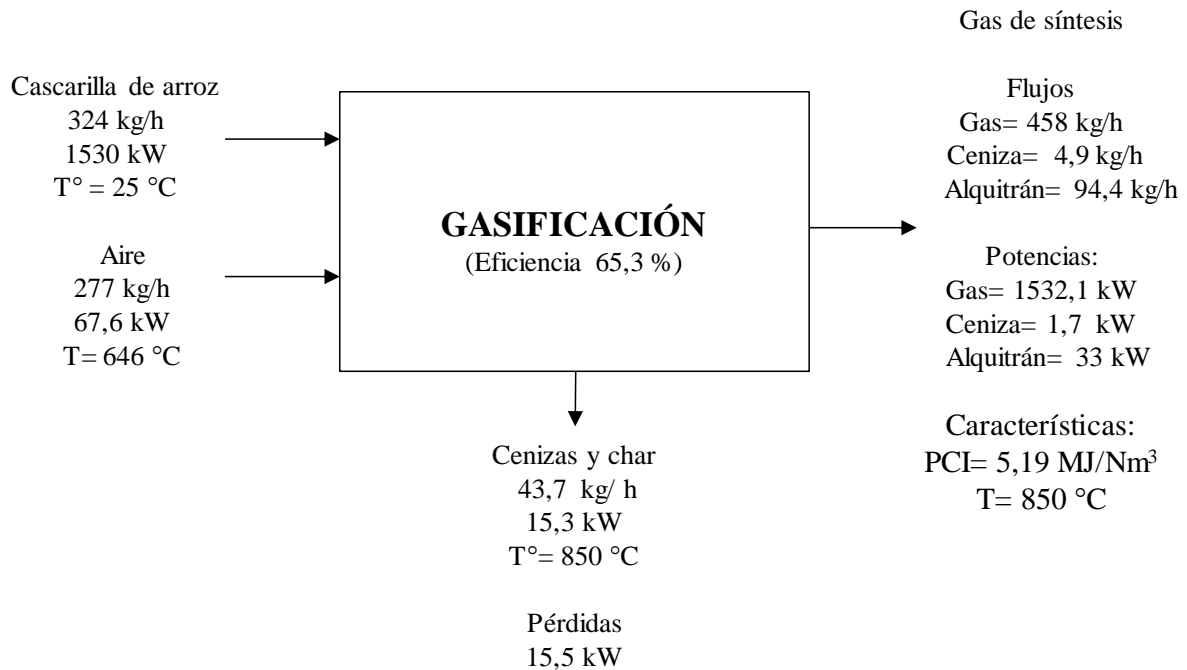 Gas de síntesis
Cascarilla de arroz
324 kg/h
1530 kW
T° = 25 °C
Aire
277 kg/h
67,6 kW
T= 646 °C
GASIFICACIÓN
(Eficiencia 65,3 %)
Flujos
Gas= 458 kg/h
Ceniza= 4,9 kg/h
Alquitrán= 94,4 kg/h
Potencias:
Gas= 1532,1 kW
Ceniza= 1,7 kW
Alquitrán= 33 kW
Características:
PCI= 5,19 MJ/Nm³
T= 850 °C
Cenizas y char
43,7 kg/ h
15,3 kW
T°= 850 °C
Pérdidas
15,5 kW